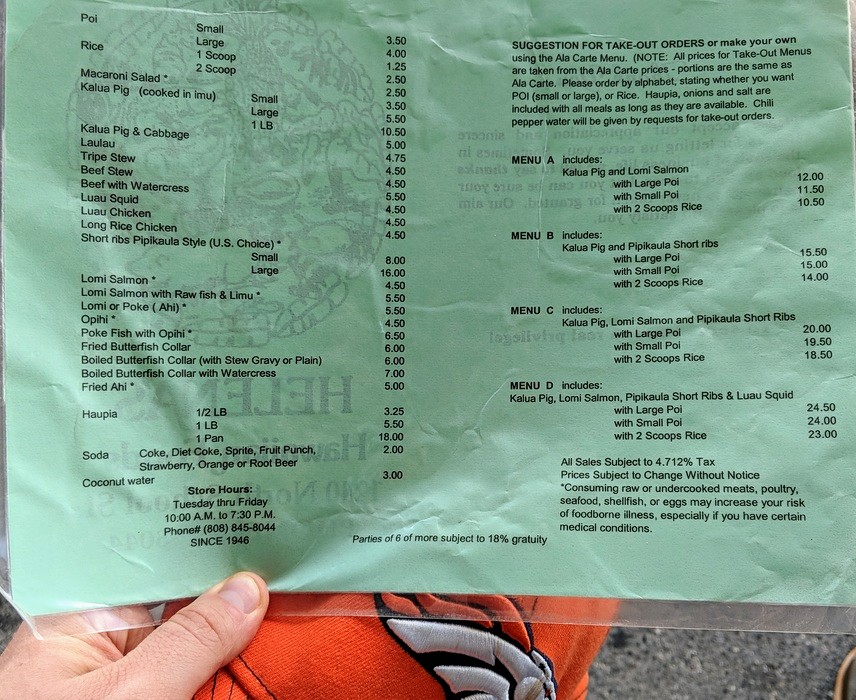 Poi Small 3.50
Large 4.00
Rice 1 Scoop 1.25
2 Scoop 2.50
Macaroni Salad * 2.50
Kalua Pig (cooked in imu) Small 3.50
Large 5.50
1 LB 10.50
Kalua Pig & Cabbage 5.00
Laulau 4.75
Tripe Stew 4.50
Beef Stew 4.50
Beef with Watercress 5.50
Luau Squid 4.50
Luau Chicken 4.50
Long Rice Chicken 4.50
Short ribs Pipikaula Style (U.S. Choice) *
Small 8.00
Large 16.00
Lomi Salmon * 4.50
Lomi Salmon with Raw fish & Limu * 5.50
Lomi or Poke ( Ahi) * 5.50
Opihi * 4.50
Poke Fish with Opihi * 6.50
Fried Butterfish Collar 6.00
Boiled Butterfish Collar (with Stew Gravy or Plain) 6.00
Boiled Butterfish Collar with Watercress 7.00
Fried Ahi * 5.00
Haupia 1/2 LB 3.25
1 LB 5.50
1 Pan 18.00
Soda Coke, Diet Coke, Sprite, Fruit Punch, 2.00
Strawberry, Orange or Root Beer
Coconut water 3.00
Store Hours:
Tuesday thru Friday
10:00 A.M. to 7:30 P.M.
Phone# (808) 845-8044
SINCE 1946
Parties of 6 of more subject to 18% gratuity
SUGGESTION FOR TAKE-OUT ORDERS or make your own
using the Ala Carte Menu. (NOTE: All prices for Take-Out Menus
are taken from the Ala Carte prices - portions are the same as
Ala Carte. Please order by alphabet, stating whether you want
POI (small or large), or Rice. Haupia, onions and salt are
included with all meals as long as they are available. Chili
pepper water will be given by requests for take-out orders.
MENU A includes:
Kalua Pig and Lomi Salmon
with Large Poi 12.00
with Small Poi 11.50
with 2 Scoops Rice 10.50
MENU B includes:
Kalua Pig and Pipikaula Short ribs
with Large Poi 15.50
with Small Poi 15.00
with 2 Scoops Rice 14.00
MENU C includes:
Kalua Pig, Lomi Salmon and Pipikaula Short Ribs
with Large Poi 20.00
with Small Poi 19.50
with 2 Scoops Rice 18.50
MENU D includes:
Kalua Pig, Lomi Salmon, Pipikaula Short Ribs & Luau Squid
with Large Poi 24.50
with Small Poi 24.00
with 2 Scoops Rice 23.00
All Sales Subject to 4.712% Tax
Prices Subject to Change Without Notice
*Consuming raw or undercooked meats, poultry,
seafood, shellfish, or eggs may increase your risk
of foodborne illness, especially if you have certain
medical conditions.